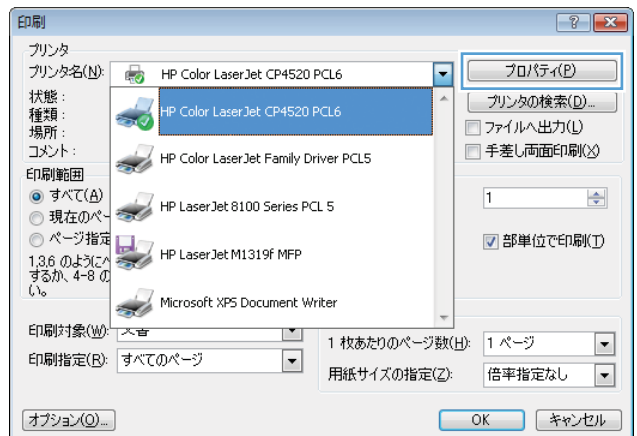 印刷
プリンタ
プリンタ名(N): HP Color LaserJet CP4520 PCL6 プロパティ(P)
状態 :
種類 :
場所 :
コメント :
HP Color LaserJet CP4520 PCL6
HP Color LaserJet Family Driver PCL5
HP LaserJet 8100 Series PCL 5
HP LaserJet M1319f MFP
Microsoft XPS Document Writer
プリンタの検索(D)...
ファイルへ出力(L)
手差し両面印刷(X)
印刷範囲
すべて(A)
現在のペー
ページ指定
1,3,6 のようにペ
するか、4-8 の
い。
1
部単位で印刷(T)
印刷対象(W): 文書
印刷指定(R): すべてのページ
1 枚あたりのページ数(H): 1 ページ
用紙サイズの指定(Z): 倍率指定なし
オプション(O)... OK キャンセル